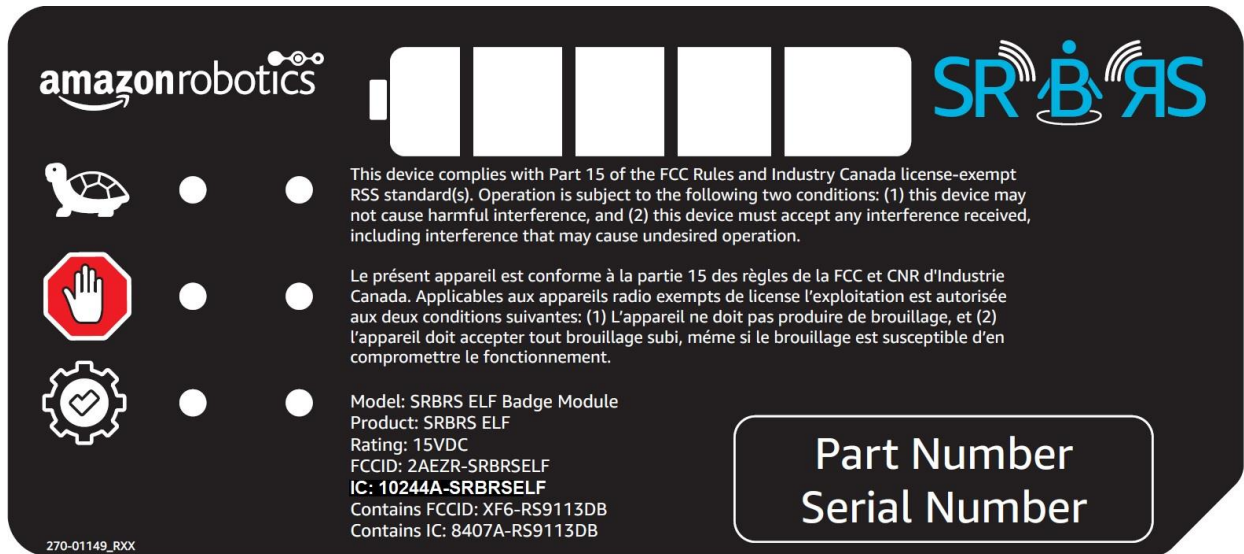 amazonrobotics
SRBRS
This device complies with Part 15 of the FCC Rules and Industry Canada license-exempt
RSS standard(s). Operation is subject to the following two conditions: (1) this device may
not cause harmful interference, and (2) this device must accept any interference received,
including interference that may cause undesired operation.
Le présent appareil est conforme à la partie 15 des règles de la FCC et CNR d'Industrie
Canada. Applicables aux appareils radio exempts de license l’exploitation est autorisée
aux deux conditions suivantes: (1) L’appareil ne doit pas produire de brouillage, et (2)
l’appareil doit accepter tout brouillage subi, méme si le brouillage est susceptible d’en
compromettre le fonctionnement.
Model: SRBRS ELF Badge Module
Product: SRBRS ELF
Rating: 15VDC
FCCID: 2AEZR-SRBRSELF
IC: 10244A-SRBRSELF
Contains FCCID: XF6-RS9113DB
Contains IC: 8407A-RS9113DB
Part Number
Serial Number
270-01149_RXX